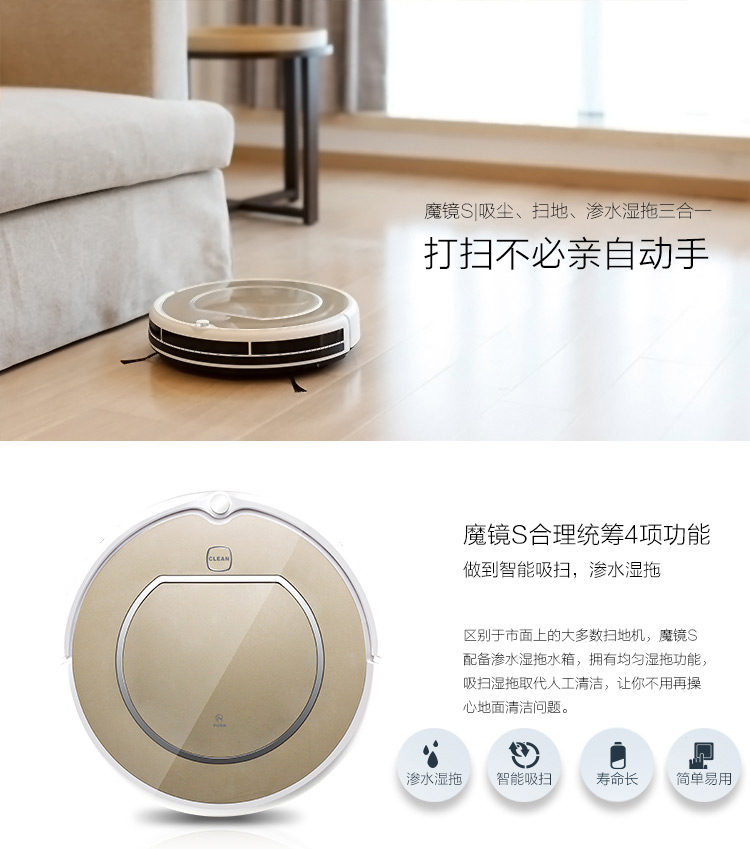 魔镜S|吸尘、扫地、渗水湿拖三合一
打扫不必亲自动手
CLEAN
魔镜S合理统筹4项功能
做到智能吸扫，渗水湿拖
区别于市面上的大多数扫地机，魔镜S
配备渗水湿拖水箱，拥有均匀湿拖功能，
吸扫湿拖取代人工清洁，让你不用再操
心地面清洁问题。
渗水湿拖
智能吸扫
寿命长
简单易用